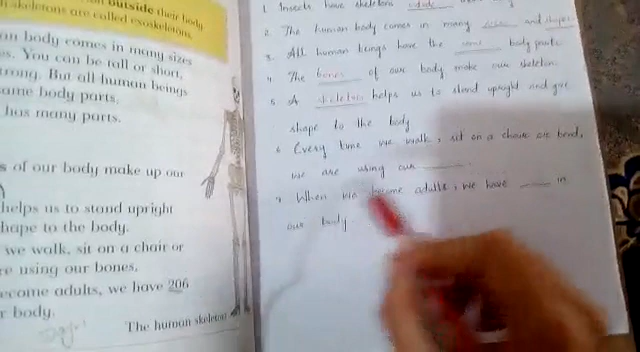 outside their body
skeletons are called exoskeletons.
an body comes in many sizes
es. You can be tall or short,
trong. But all human beings
ame body parts.
has many parts.
s of our body make up our
helps us to stand upright
hape to the body.
we walk, sit on a chair or
re using our bones.
ecome adults, we have 206
r body.
The human skeleton
1. Insects have skeletons outside
2. The human body comes in many sizes and shapes
3. All human beings have the same body parts.
4. The bones of our body make our skeleton.
5. A skeleton helps us to stand upright and give
shape to the body
6. Every time we walk, sit on a chair or bend,
we are using our ______.
7. When we become adults, we have ____ in
our body.